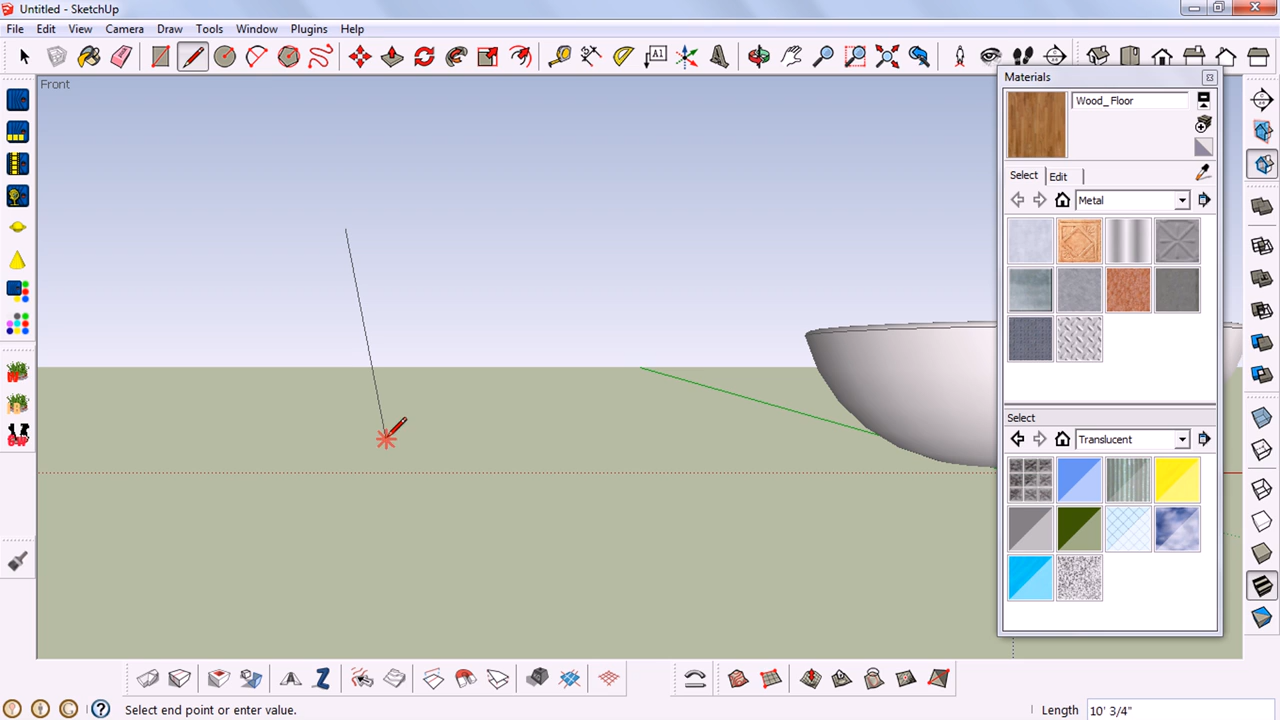 Untitled - SketchUp
File Edit View Camera Draw Tools Window Plugins Help
A1
Front
Materials
Wood_Floor
Select Edit
Metal
Select
Translucent
Select end point or enter value.
Length 10' 3/4"